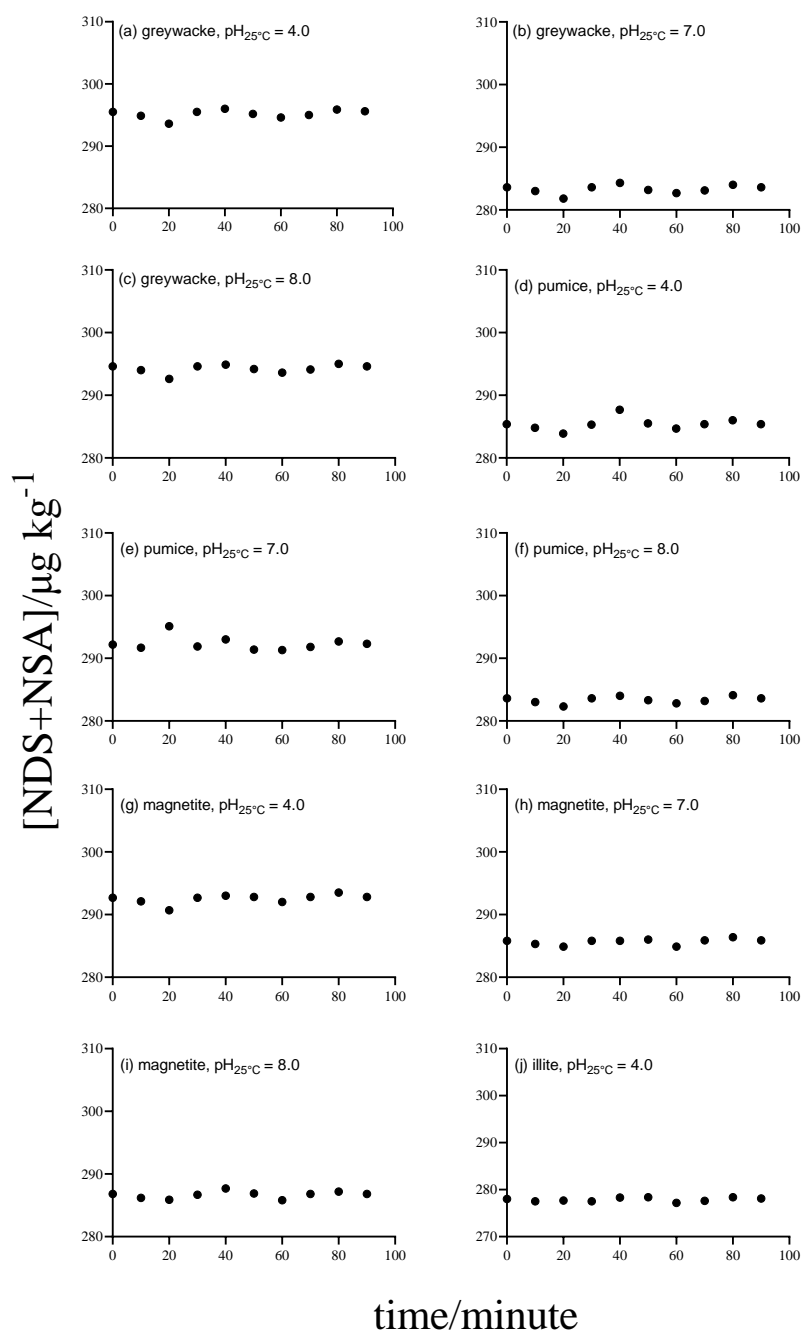 (a) greywacke, pH25°C = 4.0
310
300
290
280
0 20 40 60 80 100
(b) greywacke, pH25°C = 7.0
310
300
290
280
0 20 40 60 80 100
(c) greywacke, pH25°C = 8.0
310
300
290
280
0 20 40 60 80 100
(d) pumice, pH25°C = 4.0
310
300
290
280
0 20 40 60 80 100
(e) pumice, pH25°C = 7.0
310
300
290
280
0 20 40 60 80 100
(f) pumice, pH25°C = 8.0
310
300
290
280
0 20 40 60 80 100
(g) magnetite, pH25°C = 4.0
310
300
290
280
0 20 40 60 80 100
(h) magnetite, pH25°C = 7.0
310
300
290
280
0 20 40 60 80 100
(i) magnetite, pH25°C = 8.0
310
300
290
280
0 20 40 60 80 100
(j) illite, pH25°C = 4.0
310
300
290
280
270
0 20 40 60 80 100
[NDS+NSA]/µg kg-1
time/minute